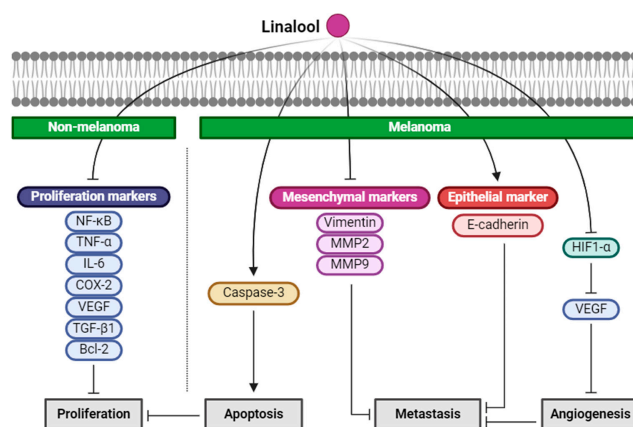 Linalool
Non-melanoma
Melanoma
Proliferation markers
NF-κB
TNF-α
IL-6
COX-2
VEGF
TGF-β1
Bcl-2
Caspase-3
Mesenchymal markers
Vimentin
MMP2
MMP9
Epithelial marker
E-cadherin
HIF1-α
VEGF
Proliferation
Apoptosis
Metastasis
Angiogenesis